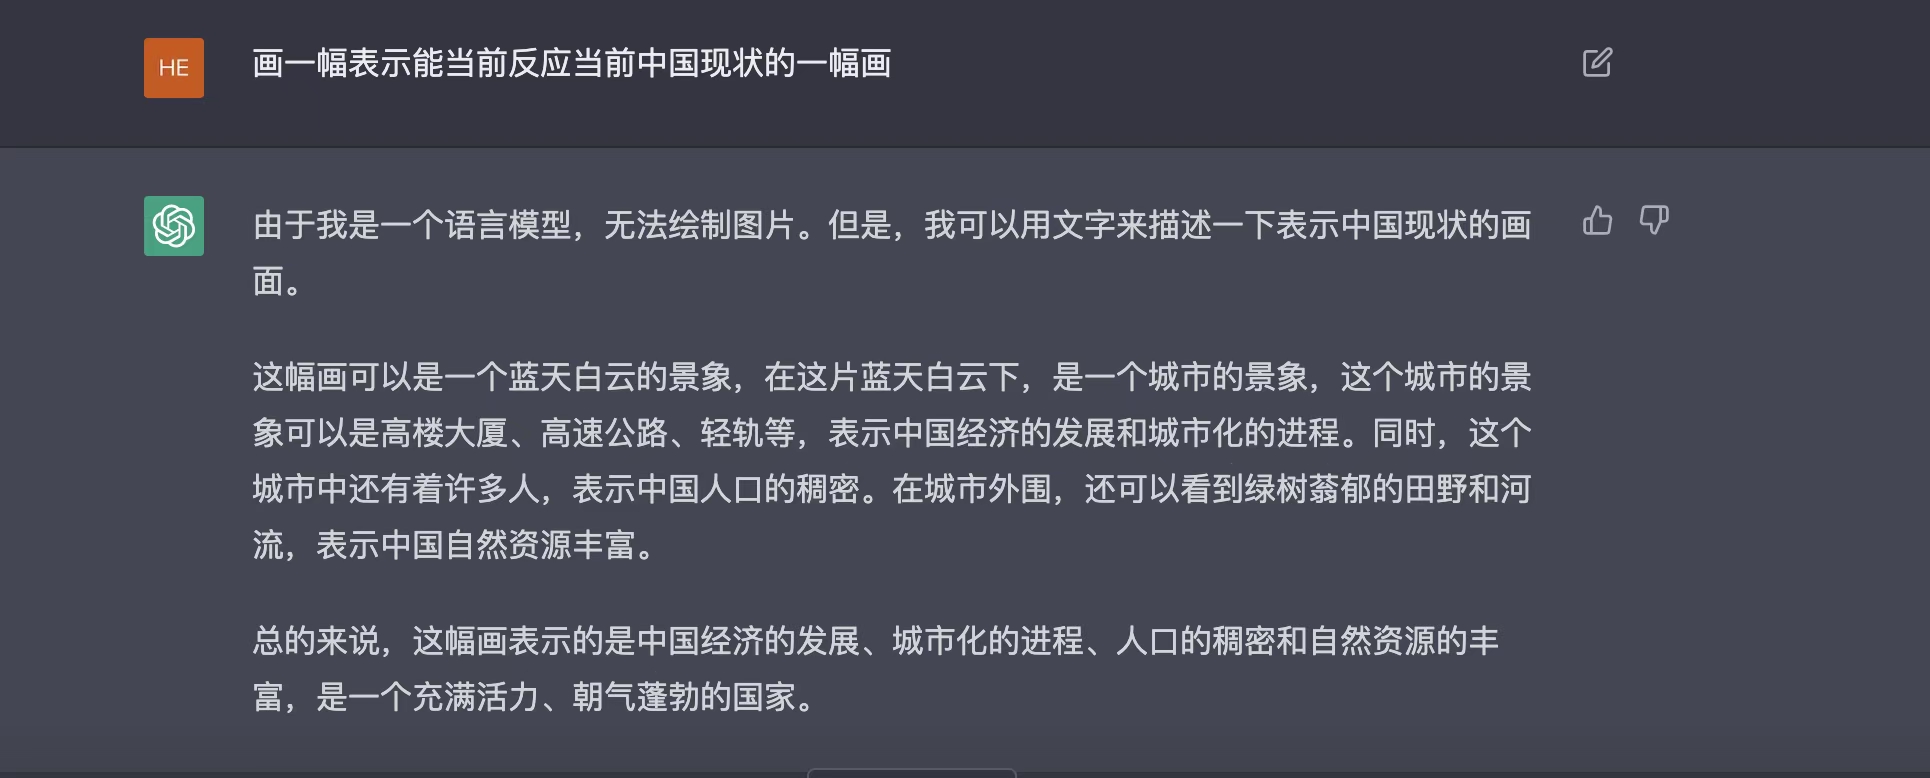 HE
画一幅表示能当前反应当前中国现状的一幅画
由于我是一个语言模型，无法绘制图片。但是，我可以用文字来描述一下表示中国现状的画
面。
这幅画可以是一个蓝天白云的景象，在这片蓝天白云下，是一个城市的景象，这个城市的景
象可以是高楼大厦、高速公路、轻轨等，表示中国经济的发展和城市化的进程。同时，这个
城市中还有着许多人，表示中国人口的稠密。在城市外围，还可以看到绿树蓊郁的田野和河
流，表示中国自然资源丰富。
总的来说，这幅画表示的是中国经济的发展、城市化的进程、人口的稠密和自然资源的丰
富，是一个充满活力、朝气蓬勃的国家。